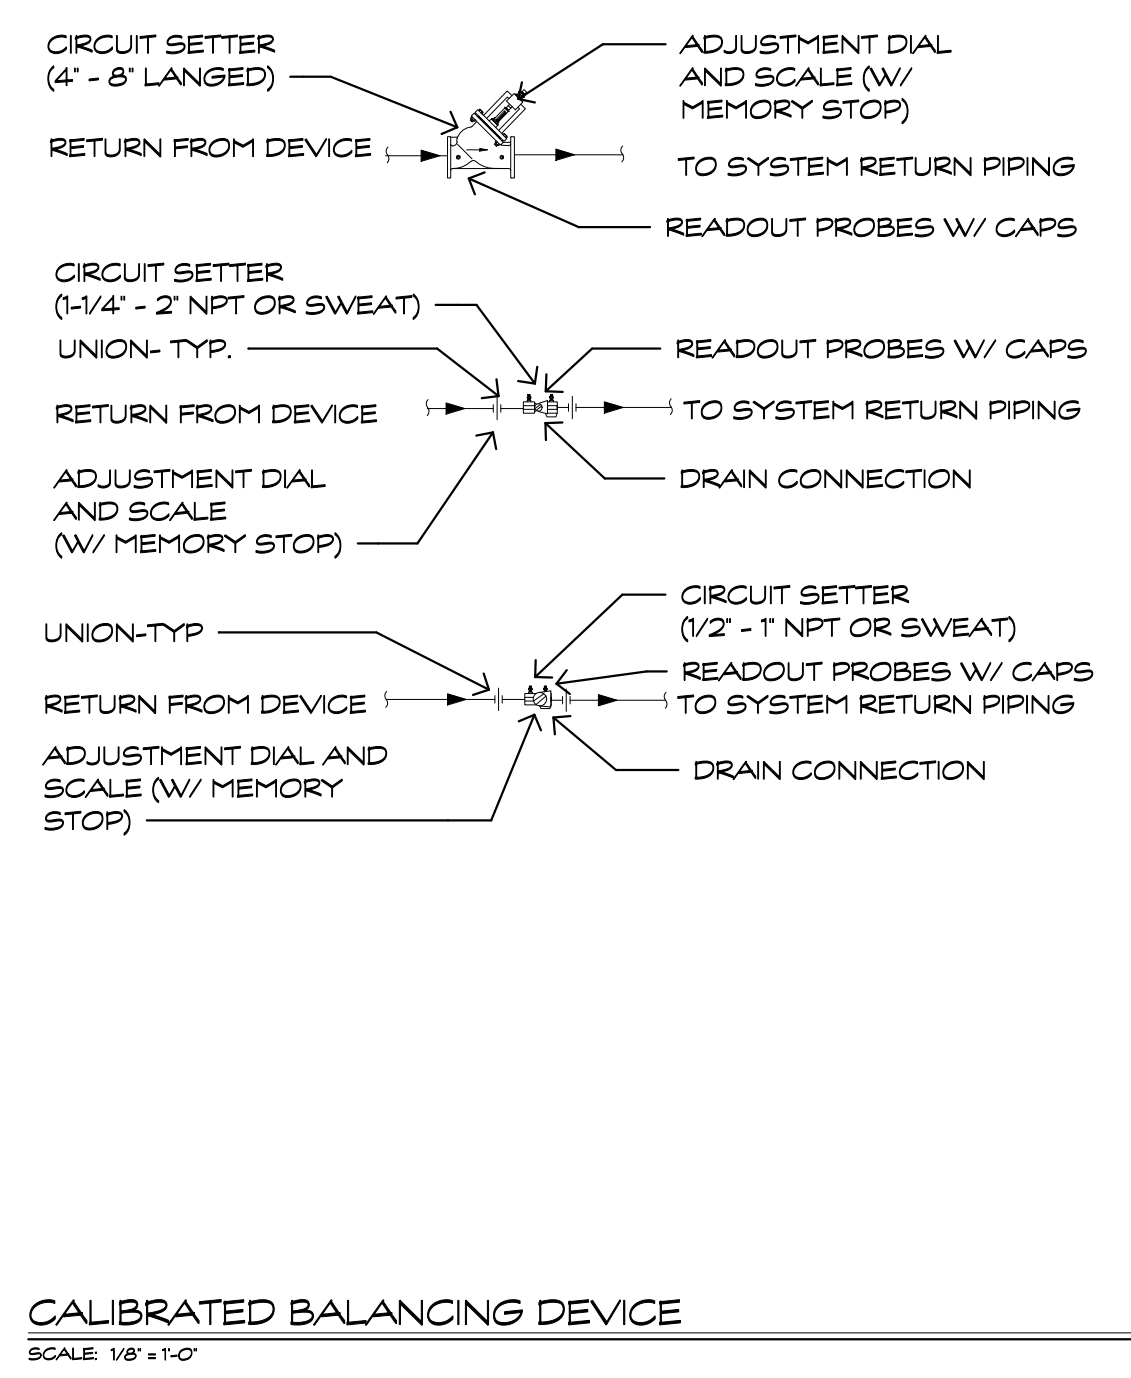 CIRCUIT SETTER
(4" - 8" LANGED)
ADJUSTMENT DIAL
AND SCALE (W/
MEMORY STOP)
RETURN FROM DEVICE
TO SYSTEM RETURN PIPING
READOUT PROBES W/ CAPS
CIRCUIT SETTER
(1-1/4" - 2" NPT OR SWEAT)
UNION- TYP.
READOUT PROBES W/ CAPS
RETURN FROM DEVICE
TO SYSTEM RETURN PIPING
ADJUSTMENT DIAL
AND SCALE
(W/ MEMORY STOP)
DRAIN CONNECTION
CIRCUIT SETTER
(1/2" - 1" NPT OR SWEAT)
UNION-TYP
READOUT PROBES W/ CAPS
RETURN FROM DEVICE
TO SYSTEM RETURN PIPING
ADJUSTMENT DIAL AND
SCALE (W/ MEMORY
STOP)
DRAIN CONNECTION
CALIBRATED BALANCING DEVICE
SCALE: 1/8" = 1'-0"